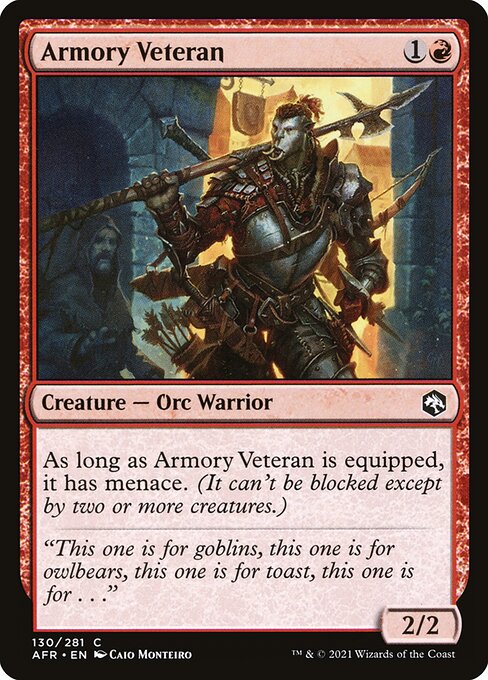 Armory Veteran 1
Creature — Orc Warrior
As long as Armory Veteran is equipped,
it has menace. (It can't be blocked except
by two or more creatures.)
“This one is for goblins, this one is for
owlbears, this one is for toast, this one is
for . . .”
2/2
130/281 C
AFR • EN Caio Monteiro
™ & © 2021 Wizards of the Coast